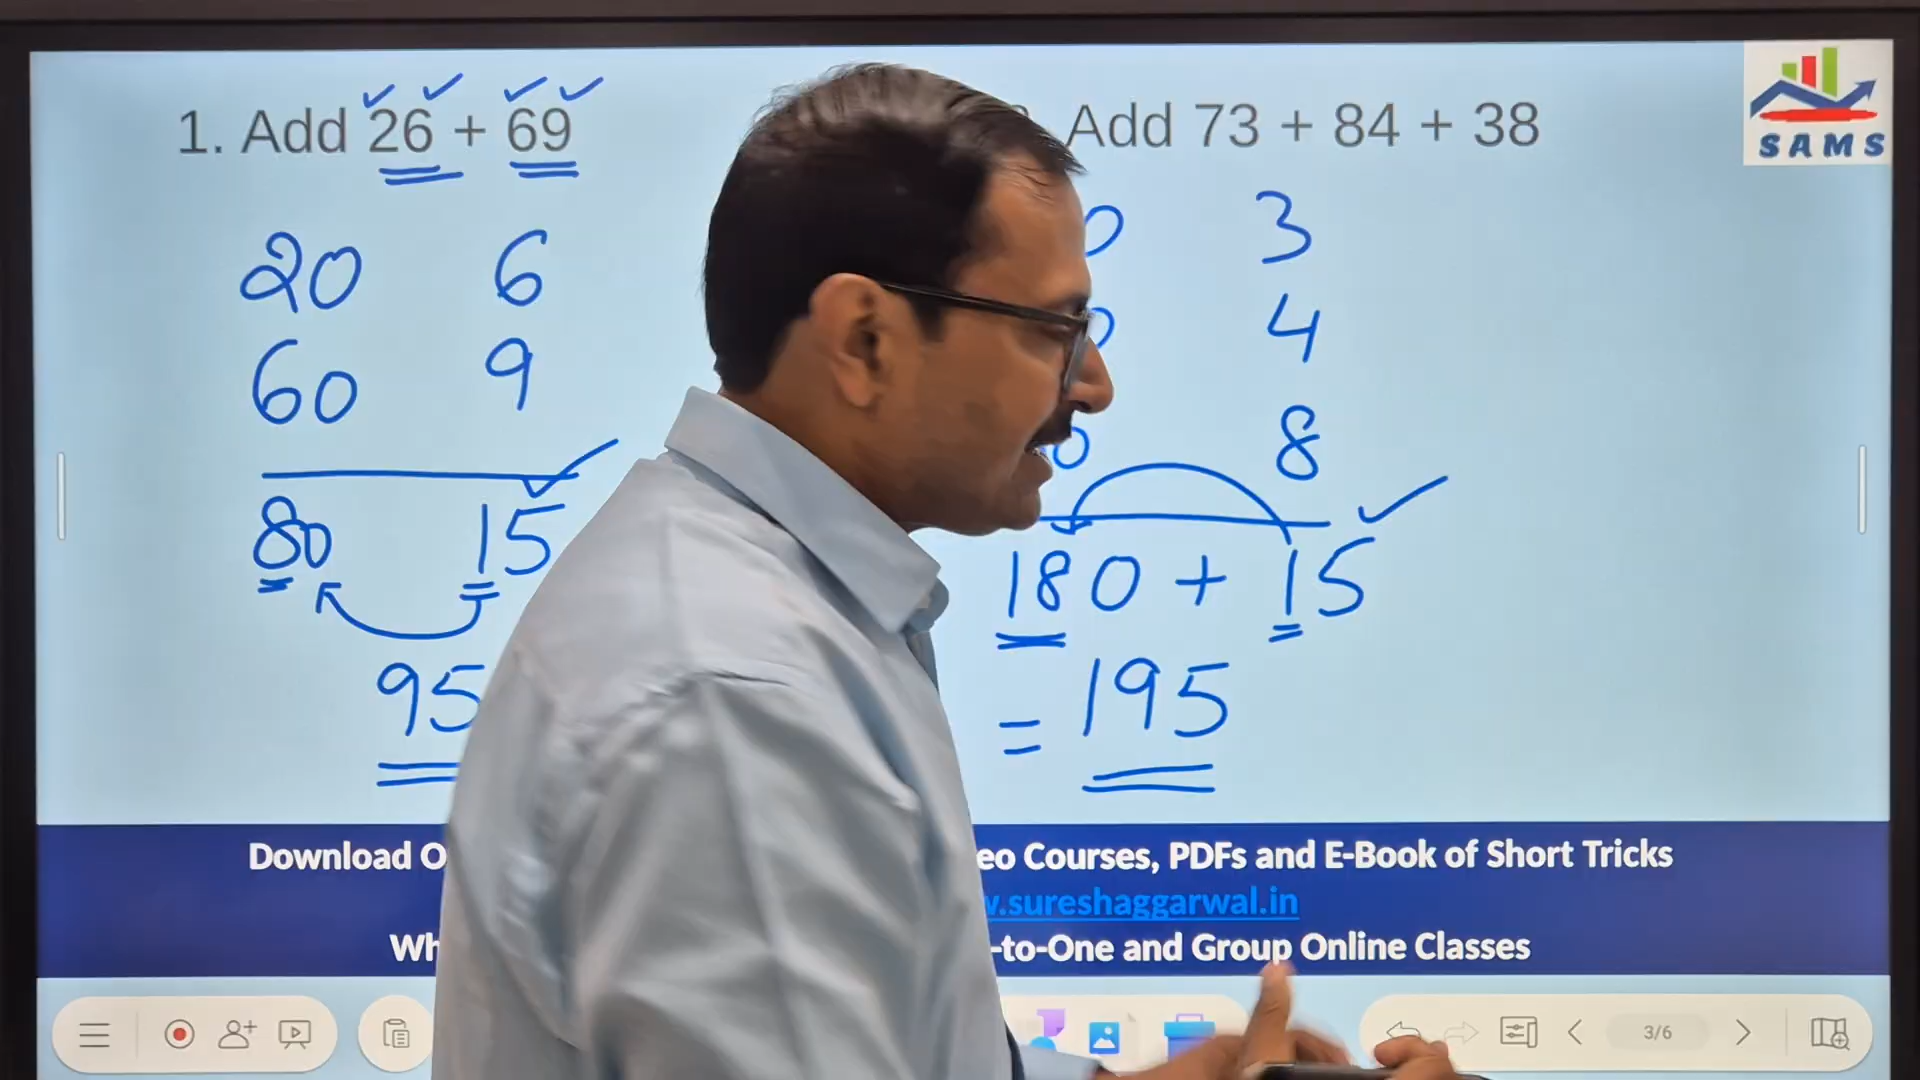 1. Add 26 + 69
20 6
60 9
80 15
95
Add 73 + 84 + 38
3
4
8
180 + 15
= 195
SAMS
Download O
eo Courses, PDFs and E-Book of Short Tricks
.sureshaggarwal.in
Wh
-to-One and Group Online Classes
3/6